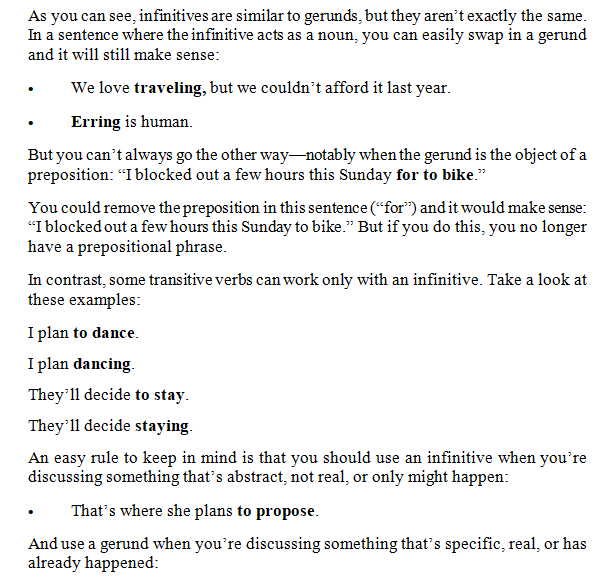 As you can see, infinitives are similar to gerunds, but they aren’t exactly the same.
In a sentence where the infinitive acts as a noun, you can easily swap in a gerund
and it will still make sense:
• We love traveling, but we couldn’t afford it last year.
• Erring is human.
But you can’t always go the other way—notably when the gerund is the object of a
preposition: “I blocked out a few hours this Sunday for to bike.”
You could remove the preposition in this sentence (“for”) and it would make sense:
“I blocked out a few hours this Sunday to bike.” But if you do this, you no longer
have a prepositional phrase.
In contrast, some transitive verbs can work only with an infinitive. Take a look at
these examples:
I plan to dance.
I plan dancing.
They’ll decide to stay.
They’ll decide staying.
An easy rule to keep in mind is that you should use an infinitive when you’re
discussing something that’s abstract, not real, or only might happen:
• That’s where she plans to propose.
And use a gerund when you’re discussing something that’s specific, real, or has
already happened: